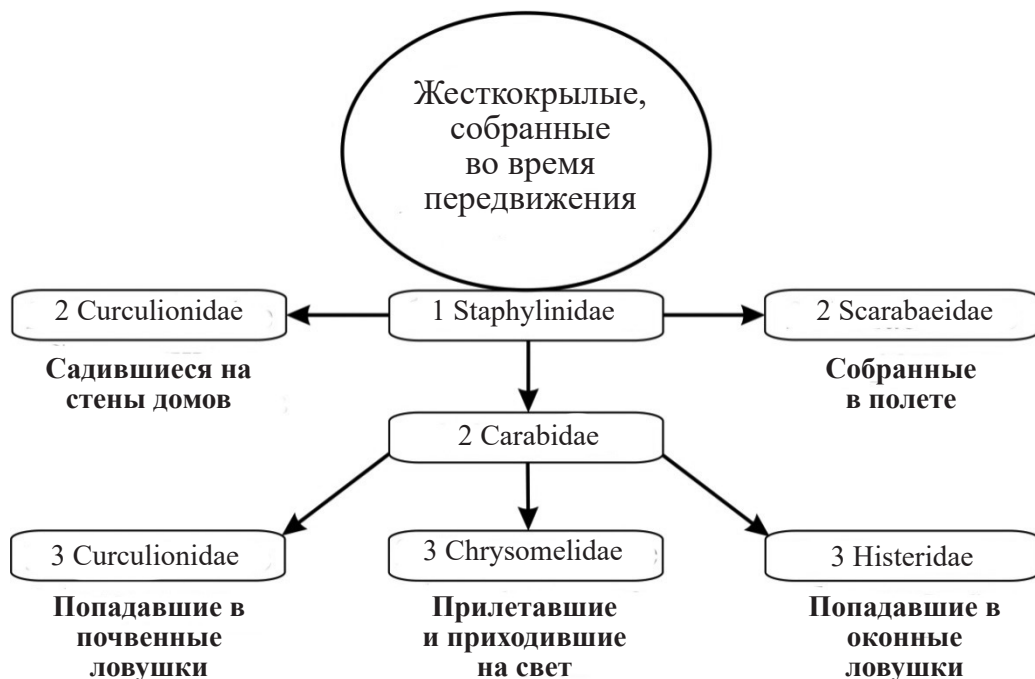 Жесткокрылые,
собранные
во время
передвижения
2 Curculionidae
1 Staphylinidae
2 Scarabaeidae
Садившиеся на
стены домов
Собранные
в полете
2 Carabidae
3 Curculionidae
3 Chrysomelidae
3 Histeridae
Попадавшие в
почвенные
ловушки
Прилетавшие
и приходившие
на свет
Попадавшие в
оконные
ловушки